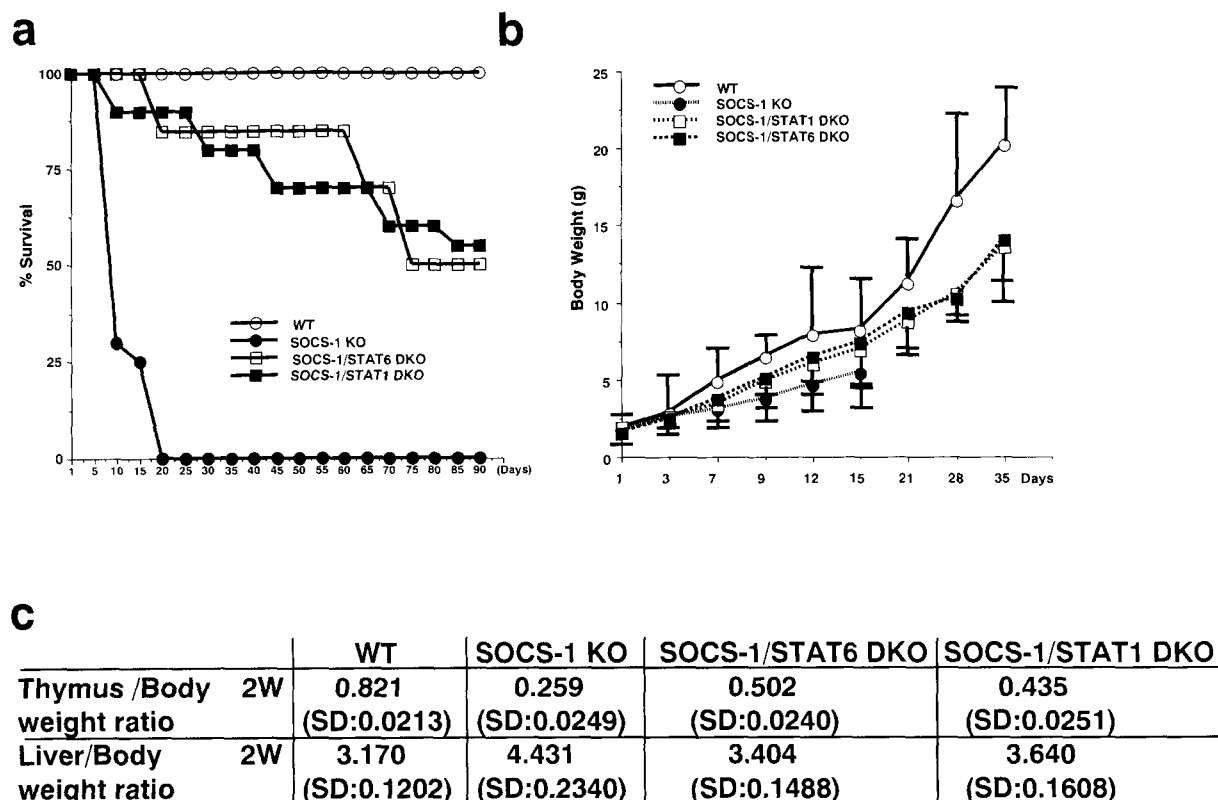 a
100
75
50
25
0
% Survival
WT
SOCS-1 KO
SOCS-1/STAT6 DKO
SOCS-1/STAT1 DKO
1 5 10 15 20 25 30 35 40 45 50 55 60 65 70 75 80 85 90 (Days)
b
25
20
15
10
5
0
Body Weight (g)
WT
SOCS-1 KO
SOCS-1/STAT1 DKO
SOCS-1/STAT6 DKO
1 3 7 9 12 15 21 28 35 Days
c
WT SOCS-1 KO SOCS-1/STAT6 DKO SOCS-1/STAT1 DKO
Thymus /Body 2W 0.821 0.259 0.502 0.435
weight ratio (SD:0.0213) (SD:0.0249) (SD:0.0240) (SD:0.0251)
Liver/Body 2W 3.170 4.431 3.404 3.640
weight ratio (SD:0.1202) (SD:0.2340) (SD:0.1488) (SD:0.1608)